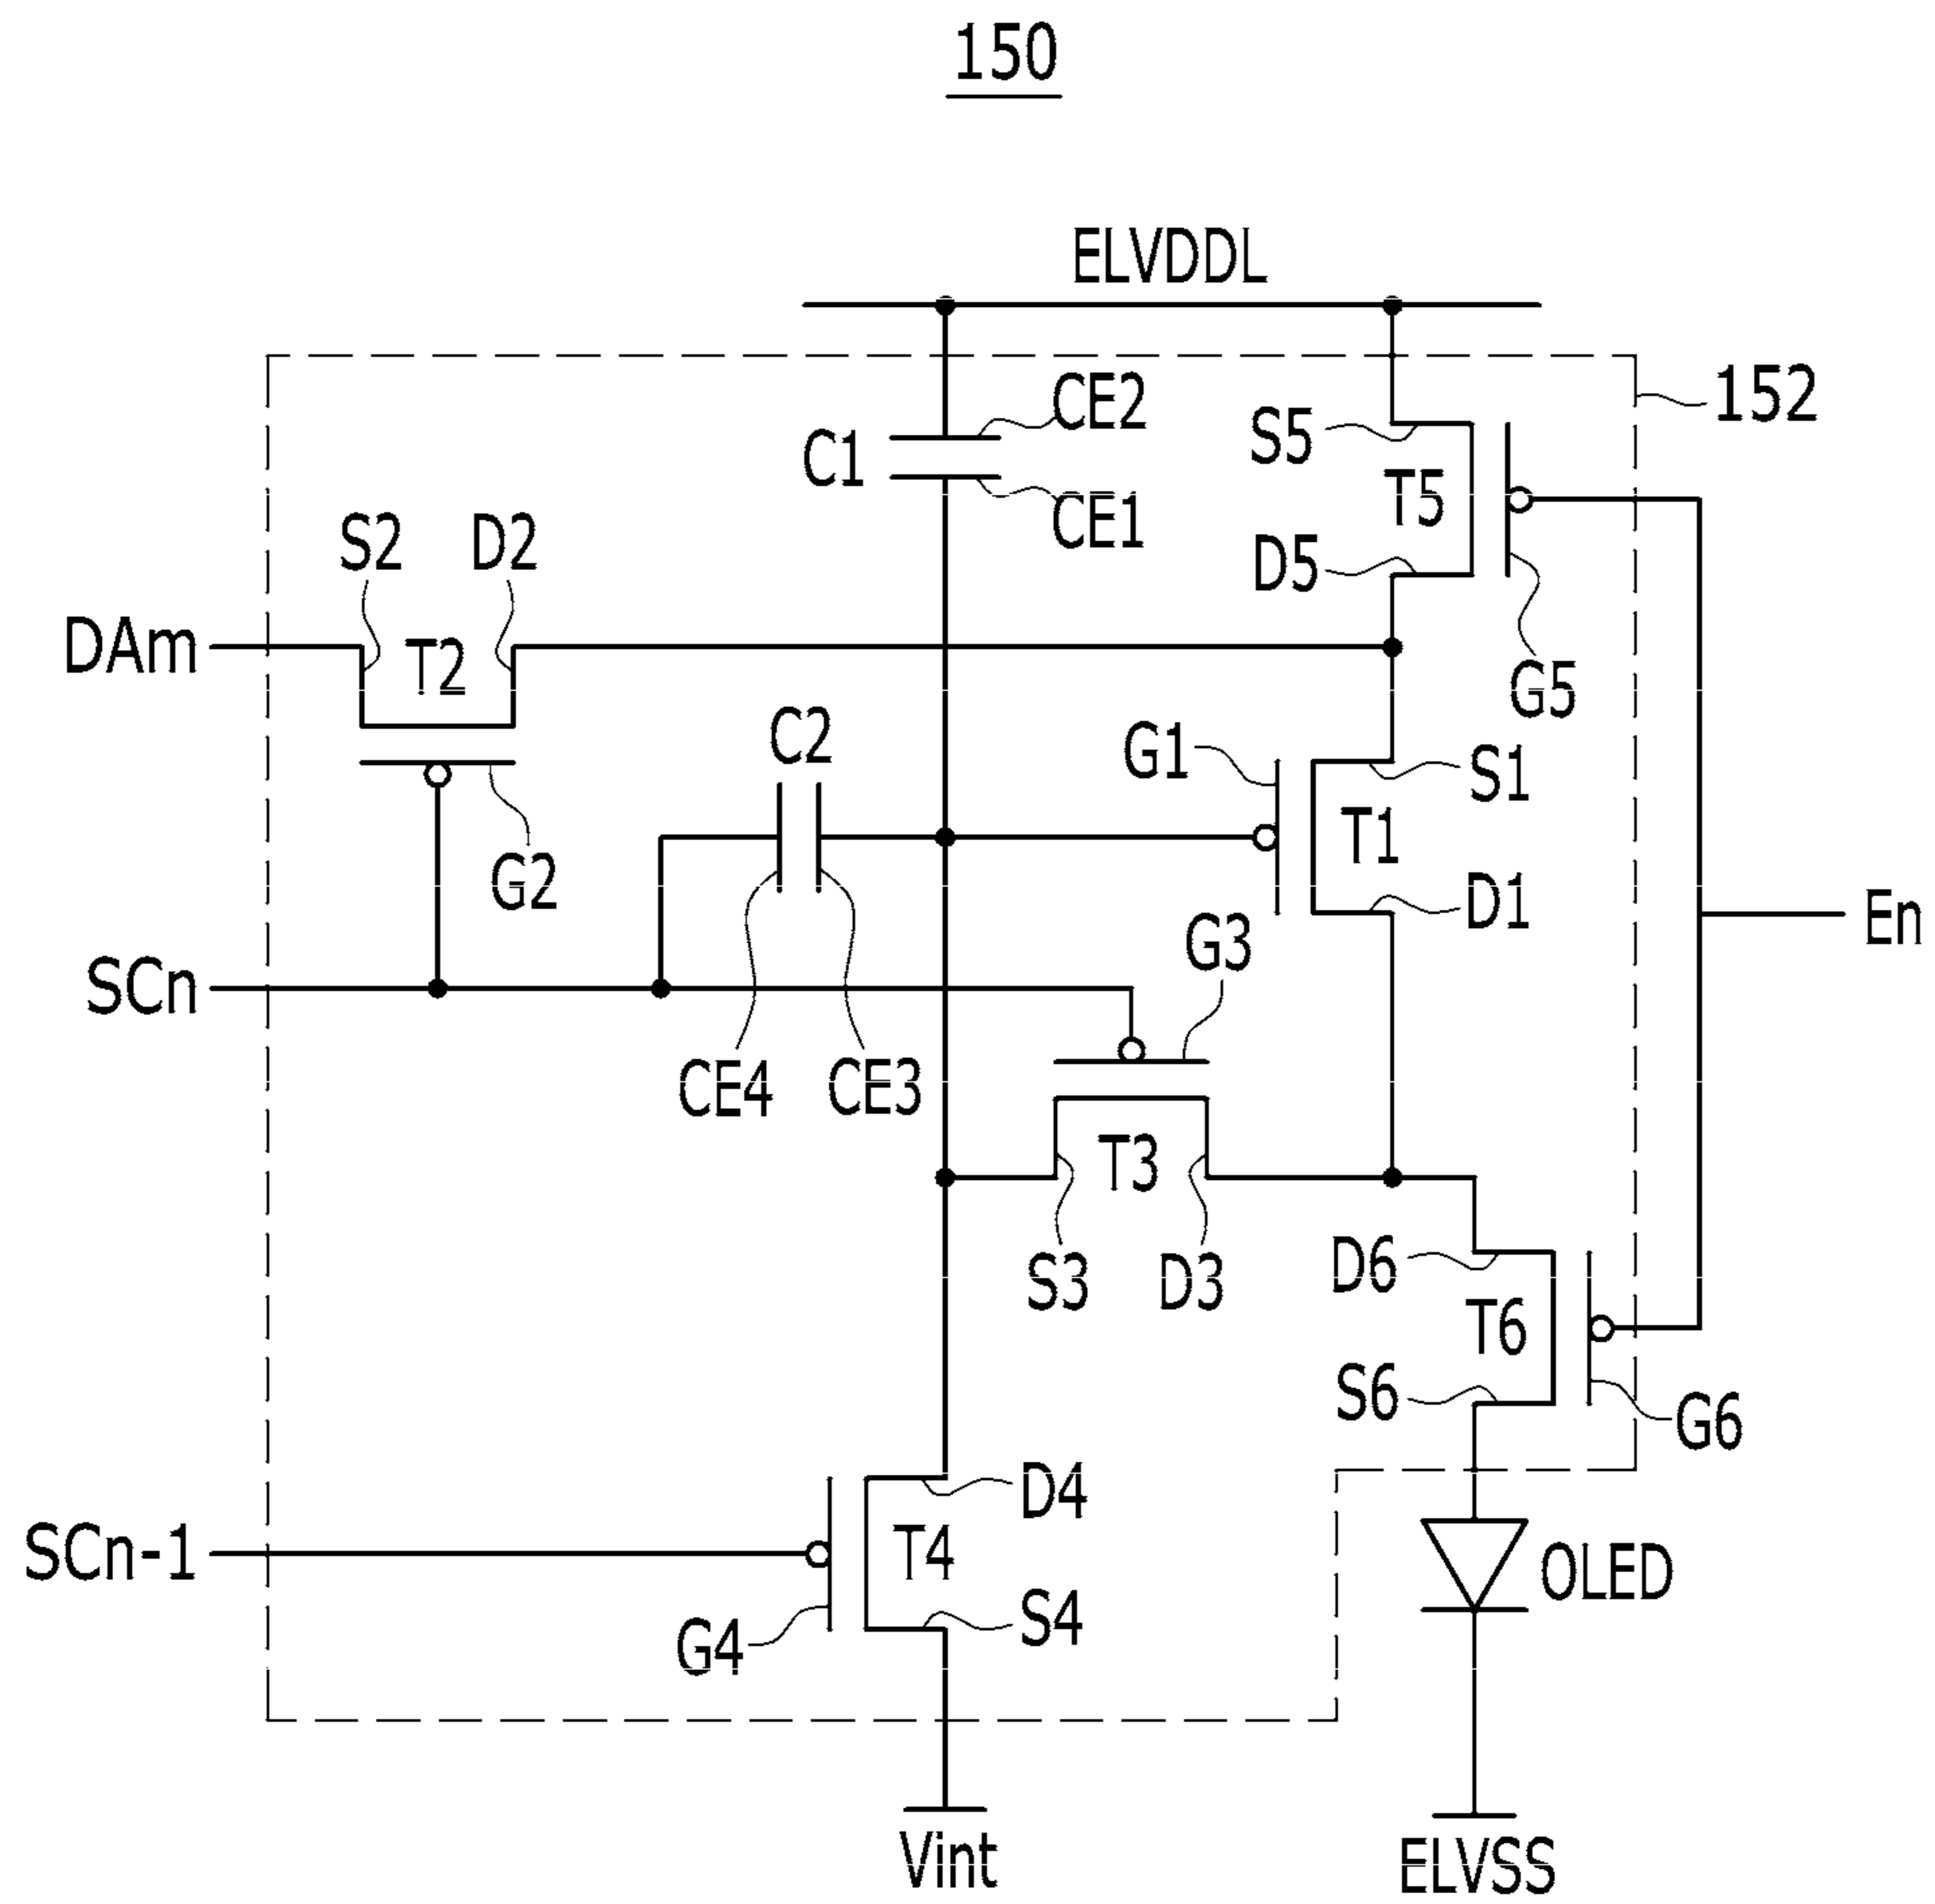 150
ELVDDL
CE2
152
C1
S5
T5
CE1
S2
D2
D5
DAm
T2
G5
C2
G1
S1
T1
G2
D1
En
G3
SCn
CE4
CE3
T3
S3
D3
D6
T6
S6
G6
D4
SCn-1
T4
OLED
G4
S4
Vint
ELVSS